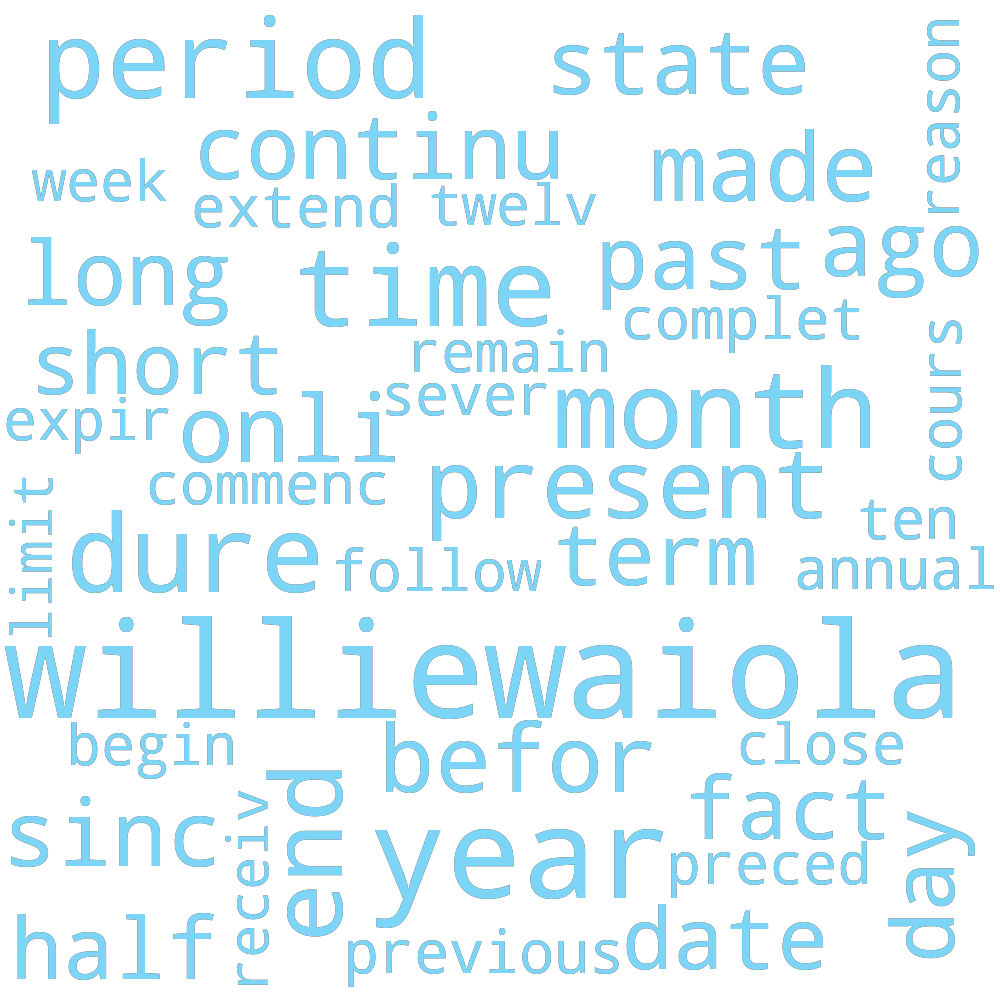 period
state
reason
continu
week
made
extend
twelv
long
time
past
ago
complet
short
remain
cours
expir
onli
sever
month
commenc
present
limit
dure
follow
term
ten
annual
williewaiola
begin
befor
close
sinc
receiv
end
year
fact
preced
day
half
previous
date